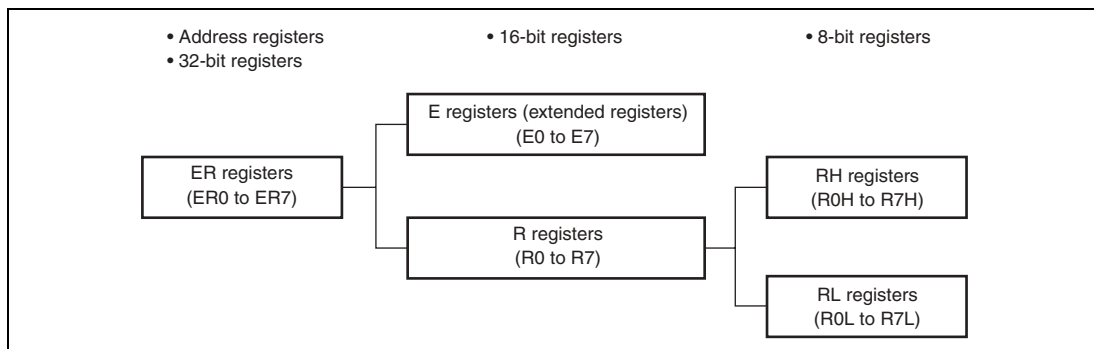 • Address registers
• 32-bit registers
• 16-bit registers
• 8-bit registers
E registers (extended registers)
(E0 to E7)
ER registers
(ER0 to ER7)
RH registers
(R0H to R7H)
R registers
(R0 to R7)
RL registers
(R0L to R7L)